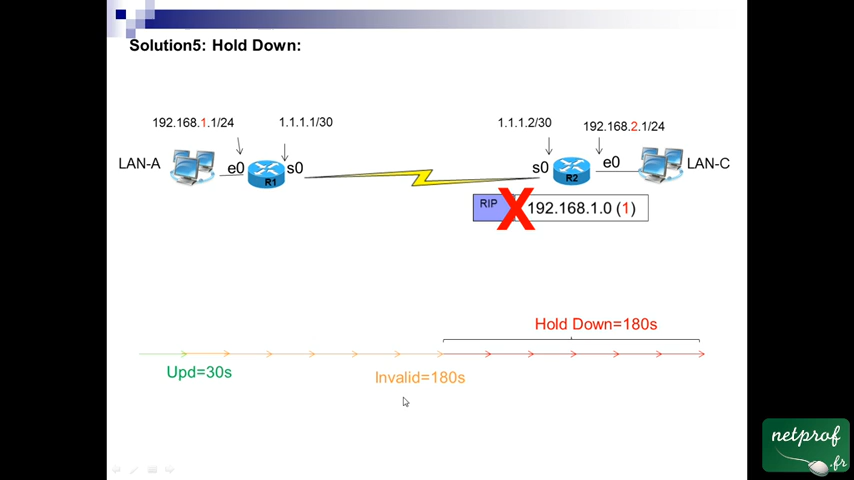 Solution5: Hold Down:
192.168.1.1/24
1.1.1.1/30
1.1.1.2/30
192.168.2.1/24
LAN-A
e0
R1
s0
s0
R2
e0
LAN-C
RIP
192.168.1.0 (1)
Hold Down=180s
Upd=30s
Invalid=180s
netprof
.fr